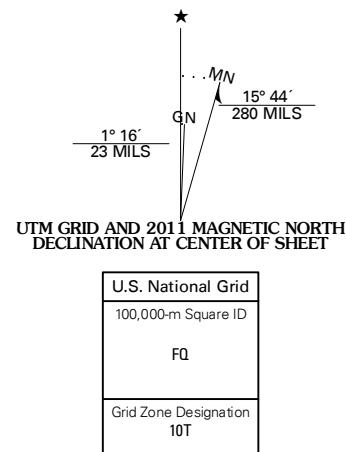 MN
GN
15° 44´
280 MILS
1° 16´
23 MILS
UTM GRID AND 2011 MAGNETIC NORTH
DECLINATION AT CENTER OF SHEET
U.S. National Grid
100,000-m Square ID
FQ
Grid Zone Designation
10T